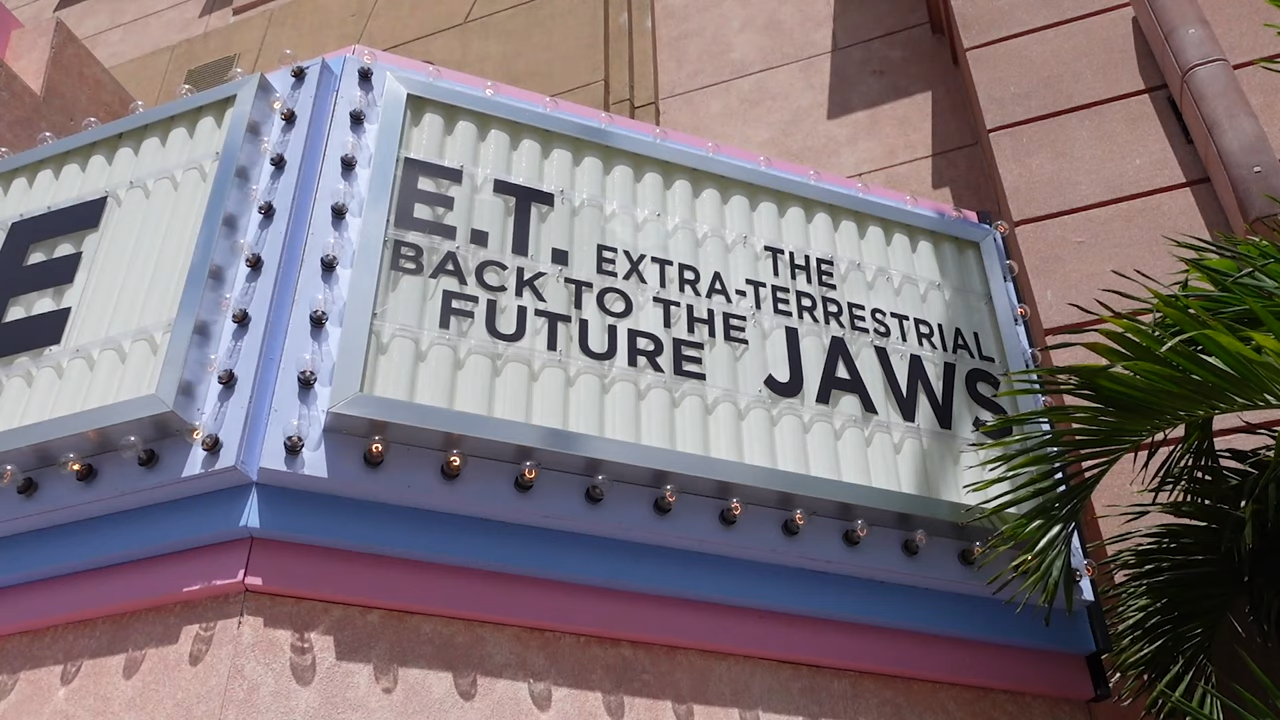 E
E.T. THE
EXTRA-TERRESTRIAL
BACK TO THE
FUTURE
JAWS